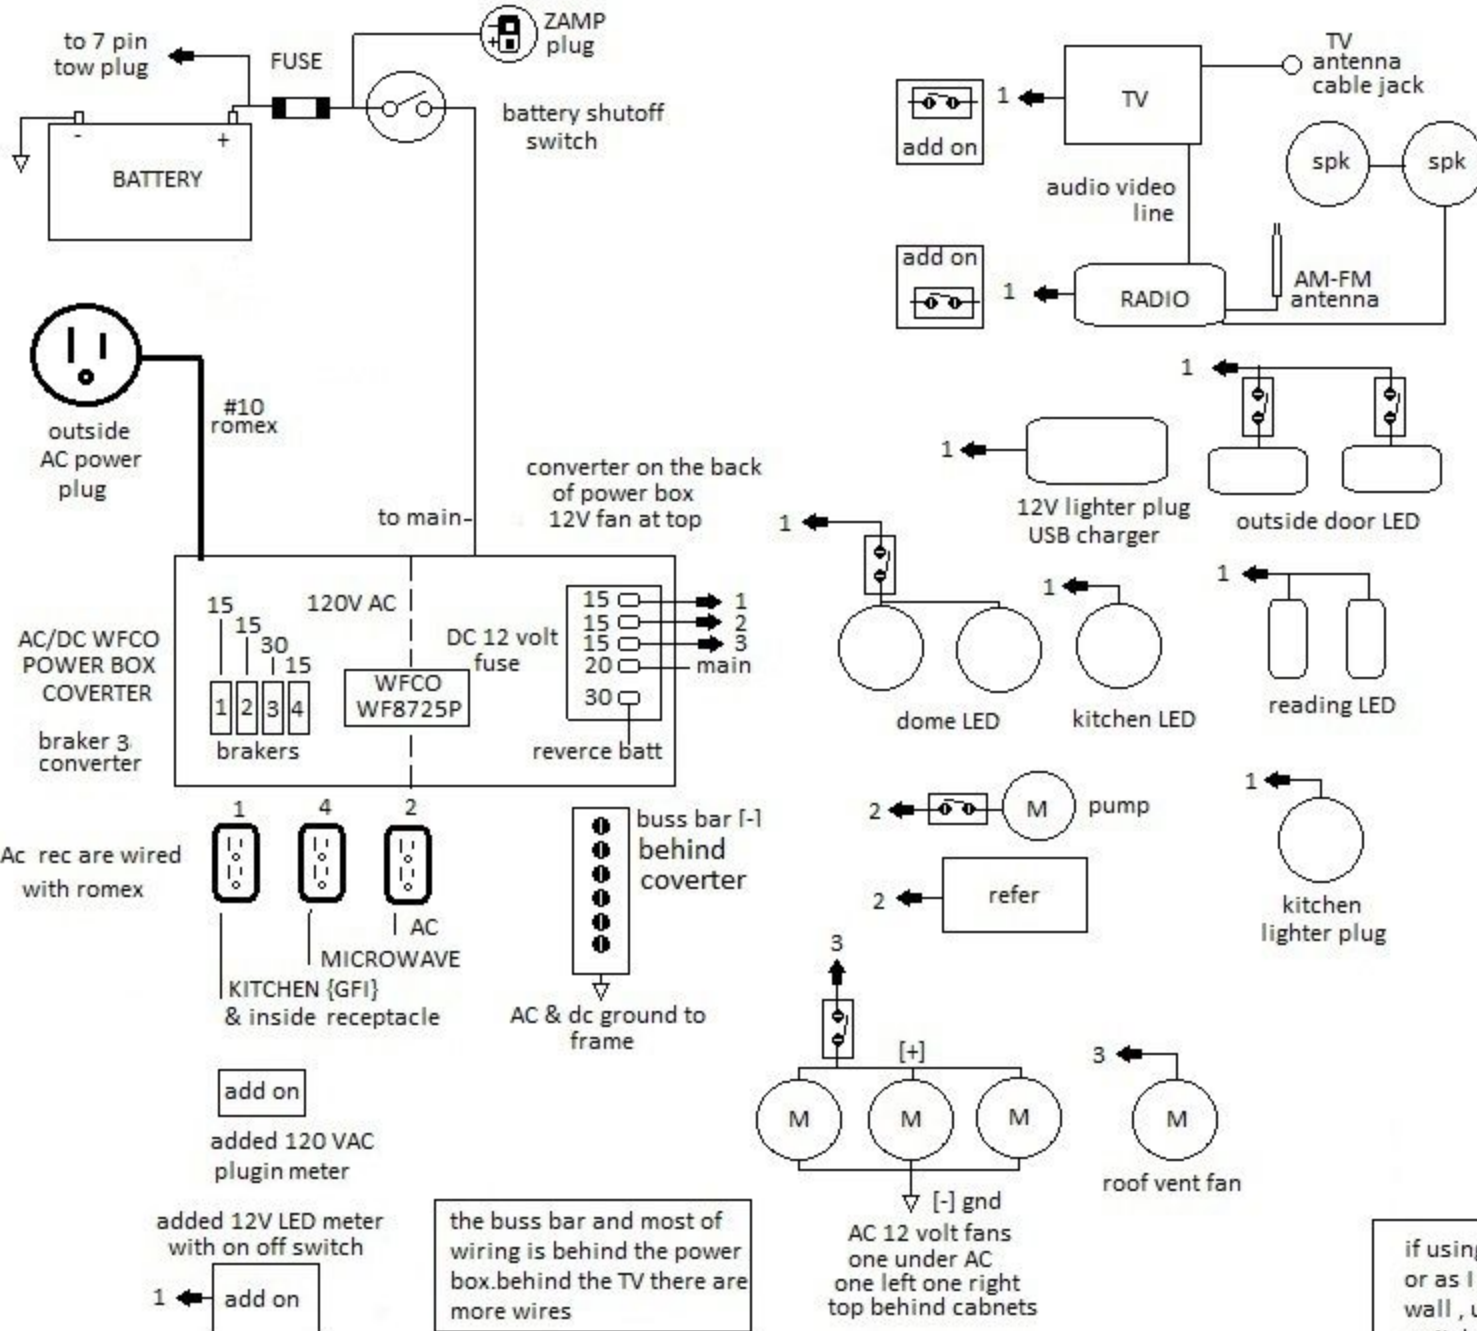 to 7 pin
tow plug
FUSE
ZAMP
plug
battery shutoff
switch
-
+
BATTERY
- +
outside
AC power
plug
#10
romex
to main-
converter on the back
of power box
12V fan at top
AC/DC WFCO
POWER BOX
COVERTER
braker 3
converter
15
15
30
15
1 2 3 4
brakers
120V AC
WFCO
WF8725P
DC 12 volt
fuse
15 1
15 2
15 3
20 main
30
reverce batt
1 4 2
Ac rec are wired
with romex
AC
MICROWAVE
KITCHEN {GFI}
& inside receptacle
buss bar [-]
behind
coverter
AC & dc ground to
frame
add on
added 120 VAC
plugin meter
added 12V LED meter
with on off switch
1 add on
the buss bar and most of
wiring is behind the power
box.behind the TV there are
more wires
add on
1
TV
TV
antenna
cable jack
audio video
line
spk
spk
add on
1
RADIO
AM-FM
antenna
1
12V lighter plug
USB charger
1
outside door LED
1
dome LED
1
kitchen LED
1
reading LED
2
M
pump
2
refer
1
kitchen
lighter plug
3
[+]
M M M
[-] gnd
AC 12 volt fans
one under AC
one left one right
top behind cabnets
3
M
roof vent fan
if using
or as I
wall , u